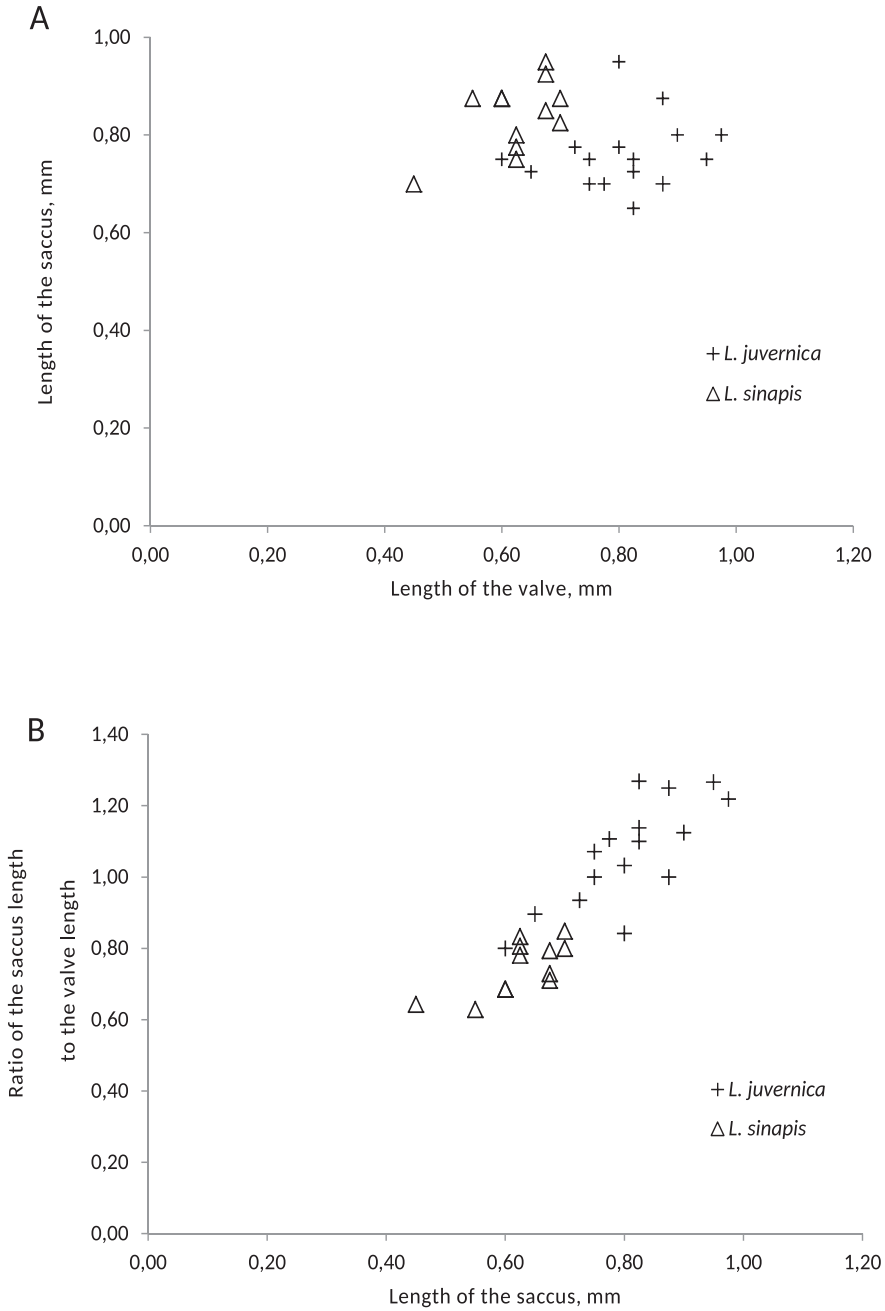 A
1,00
0,80
0,60
0,40
0,20
0,00
Length of the saccus, mm
0,00 0,20 0,40 0,60 0,80 1,00 1,20
Length of the valve, mm
L. juvernica
L. sinapis
B
1,40
1,20
1,00
0,80
0,60
0,40
0,20
0,00
Ratio of the saccus length
to the valve length
0,00 0,20 0,40 0,60 0,80 1,00 1,20
Length of the saccus, mm
L. juvernica
L. sinapis